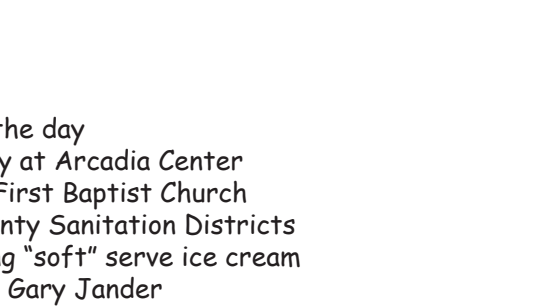 the day
y at Arcadia Center
First Baptist Church
nty Sanitation Districts
g “soft” serve ice cream
Gary Jander